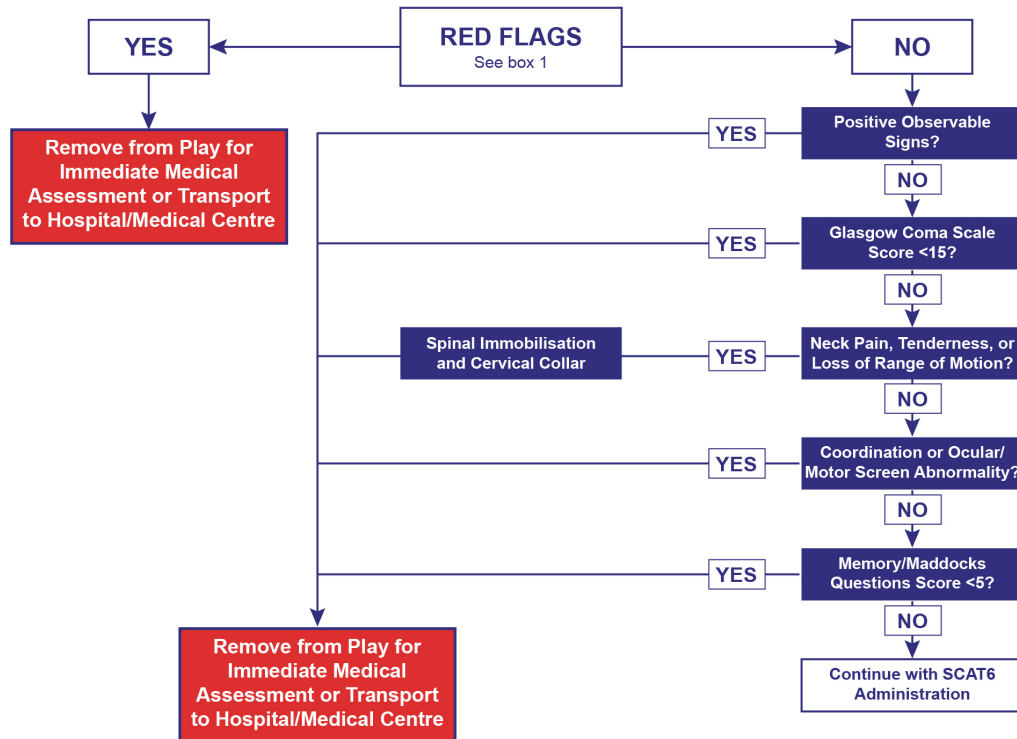 RED FLAGS
See box 1
YES
NO
Remove from Play for
Immediate Medical
Assessment or Transport
to Hospital/Medical Centre
Positive Observable
Signs?
YES
NO
Glasgow Coma Scale
Score <15?
YES
NO
Neck Pain, Tenderness, or
Loss of Range of Motion?
YES
Spinal Immobilisation
and Cervical Collar
NO
Coordination or Ocular/
Motor Screen Abnormality?
YES
NO
Memory/Maddocks
Questions Score <5?
YES
NO
Remove from Play for
Immediate Medical
Assessment or Transport
to Hospital/Medical Centre
Continue with SCAT6
Administration